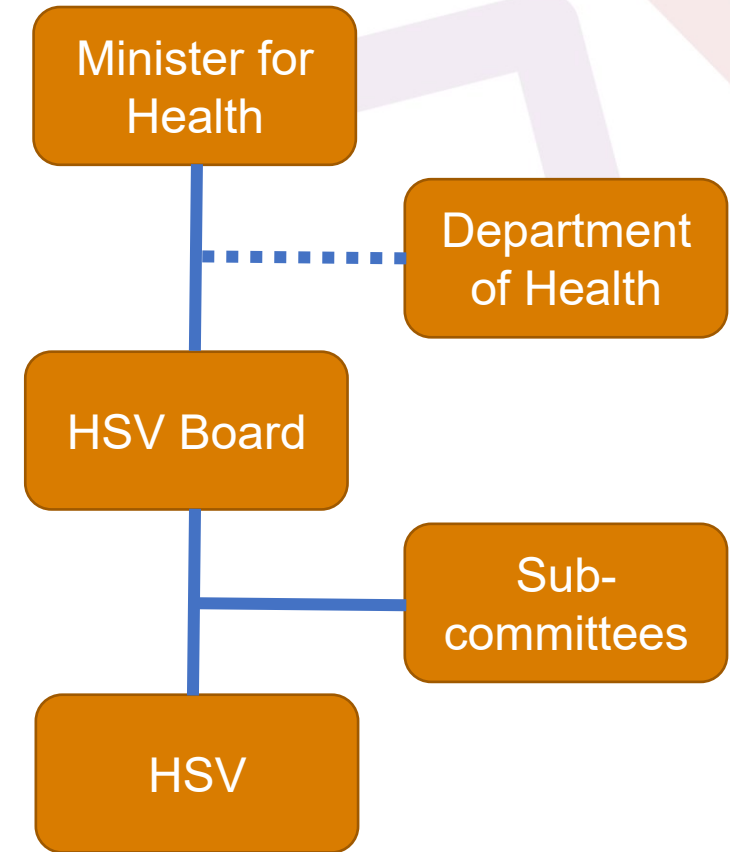 Minister for
Health
Department
of Health
HSV Board
Sub-
committees
HSV